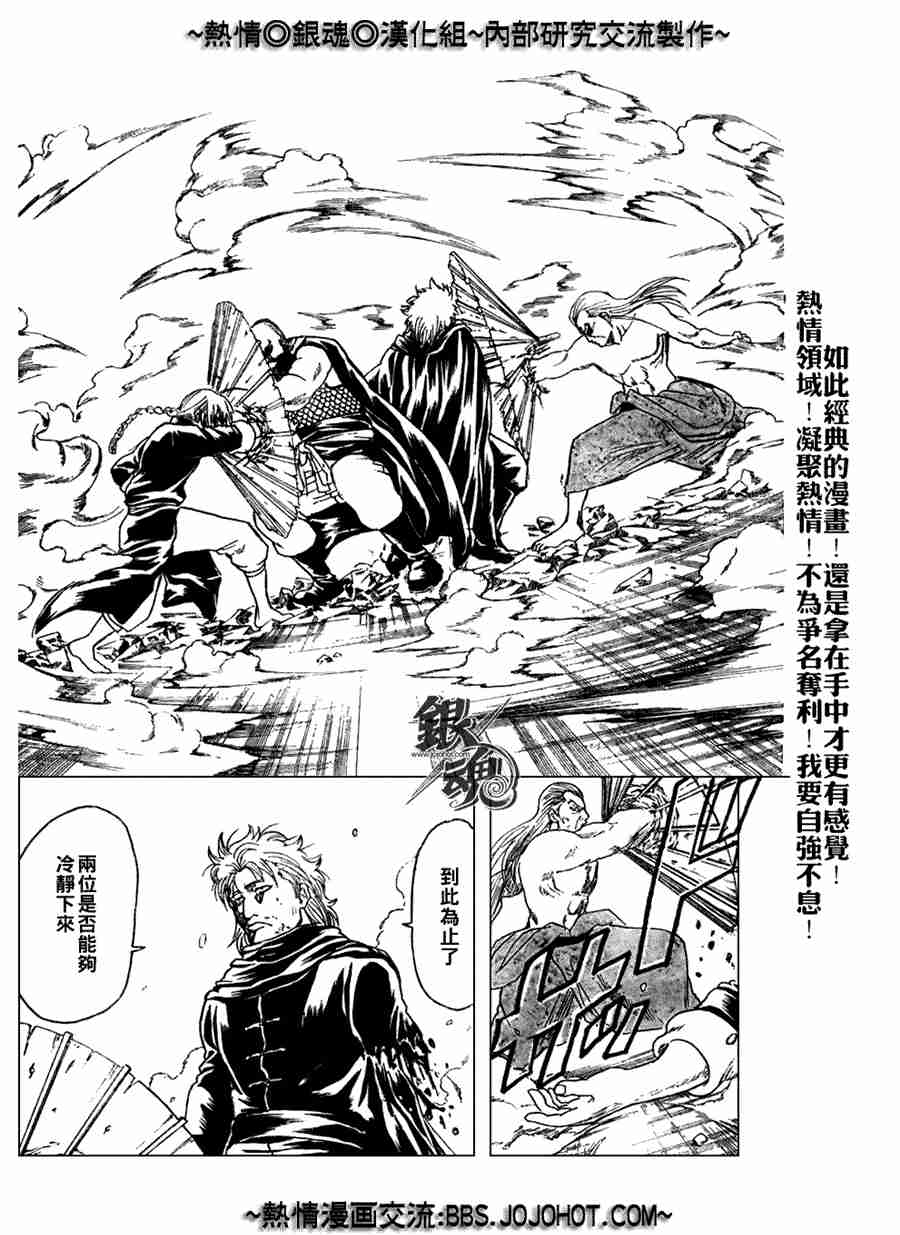 ~熱情◎銀魂◎漢化組~內部研究交流製作~
如此經典的漫畫！還是拿在手中才更有感覺！
熱情領域！凝聚熱情！不為爭名奪利！我要自強不息！
銀魂
www.jojohot.com
到此為止了
兩位是否能夠
冷靜下來
~熱情漫画交流:BBS.JOJOHOT.COM~